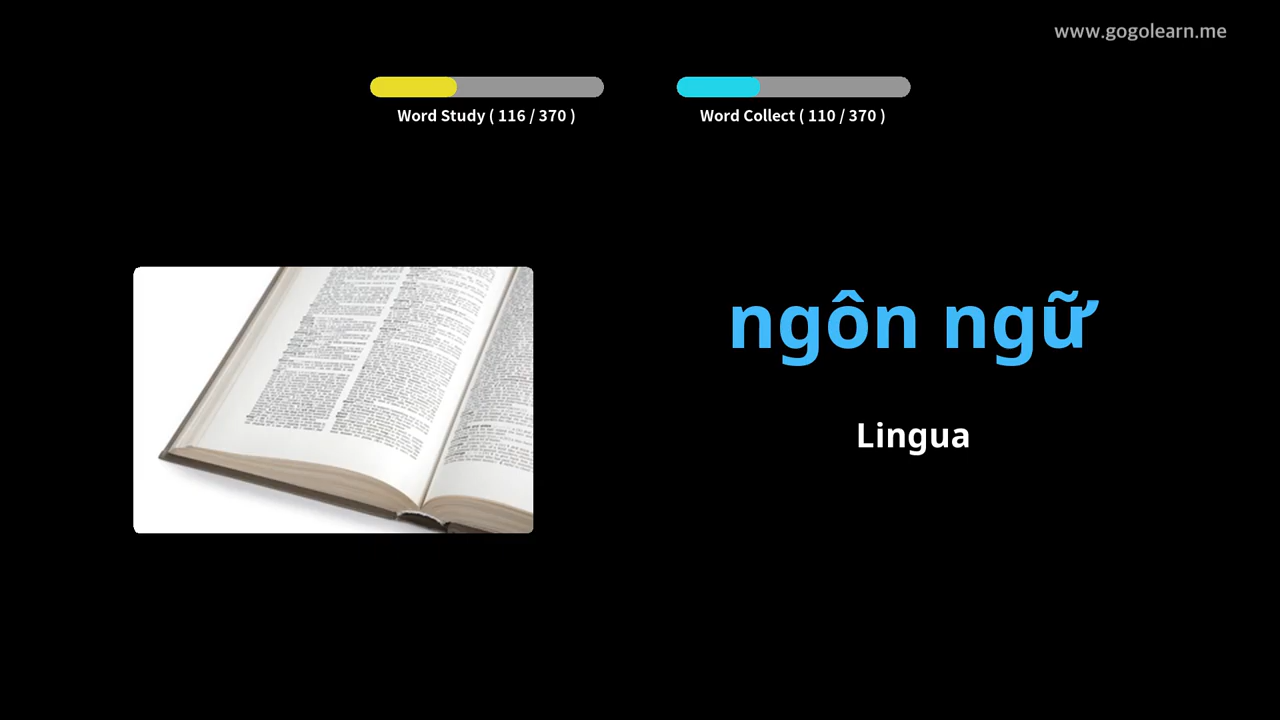 www.gogolearn.me
Word Study ( 116 / 370 )
Word Collect ( 110 / 370 )
ngôn ngữ
Lingua